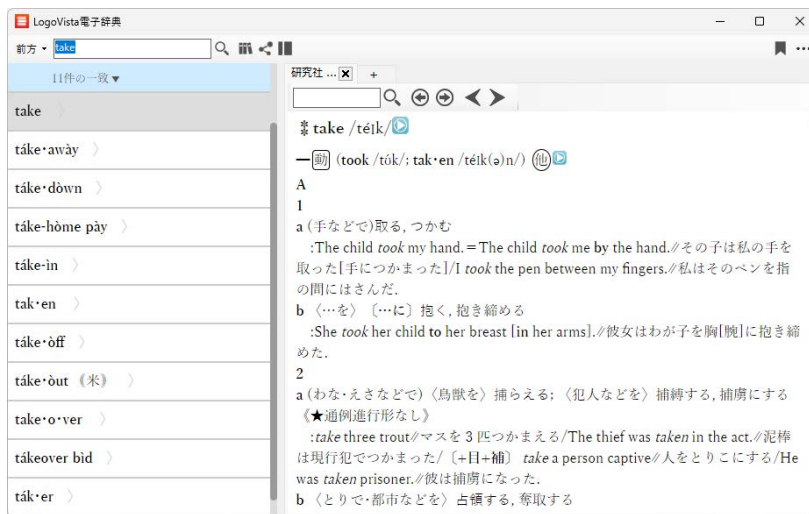 LogoVista電子辞典
前方 take
11件の一致▼
take
táke・awày
táke・dòwn
táke-hòme pày
táke-ìn
tak・en
táke・òff
táke・òut 《米》
take・o・ver
tákeover bìd
ták・er
研究社 ... +
⁑take /téɪk/
━動 (took /tʊ́k/; tak・en /téɪk(ə)n/) 他
A
1
a (手などで)取る, つかむ
:The child took my hand.=The child took me by the hand.∥その子は私の手を
取った[手につかまった]/I took the pen between my fingers.∥私はそのペンを指
の間にはさんだ.
b 〈…を〉〔…に〕抱く, 抱き締める
:She took her child to her breast [in her arms].∥彼女はわが子を胸[腕]に抱き締
めた.
2
a (わな・えさなどで)〈鳥獣を〉捕らえる; 〈犯人などを〉捕縛する, 捕虜にする
《★通例進行形なし》
:take three trout∥マスを 3 匹つかまえる/The thief was taken in the act.∥泥棒
は現行犯でつかまった/〔+目+補〕 take a person captive∥人をとりこにする/He
was taken prisoner.∥彼は捕虜になった.
b 〈とりで・都市などを〉占領する, 奪取する